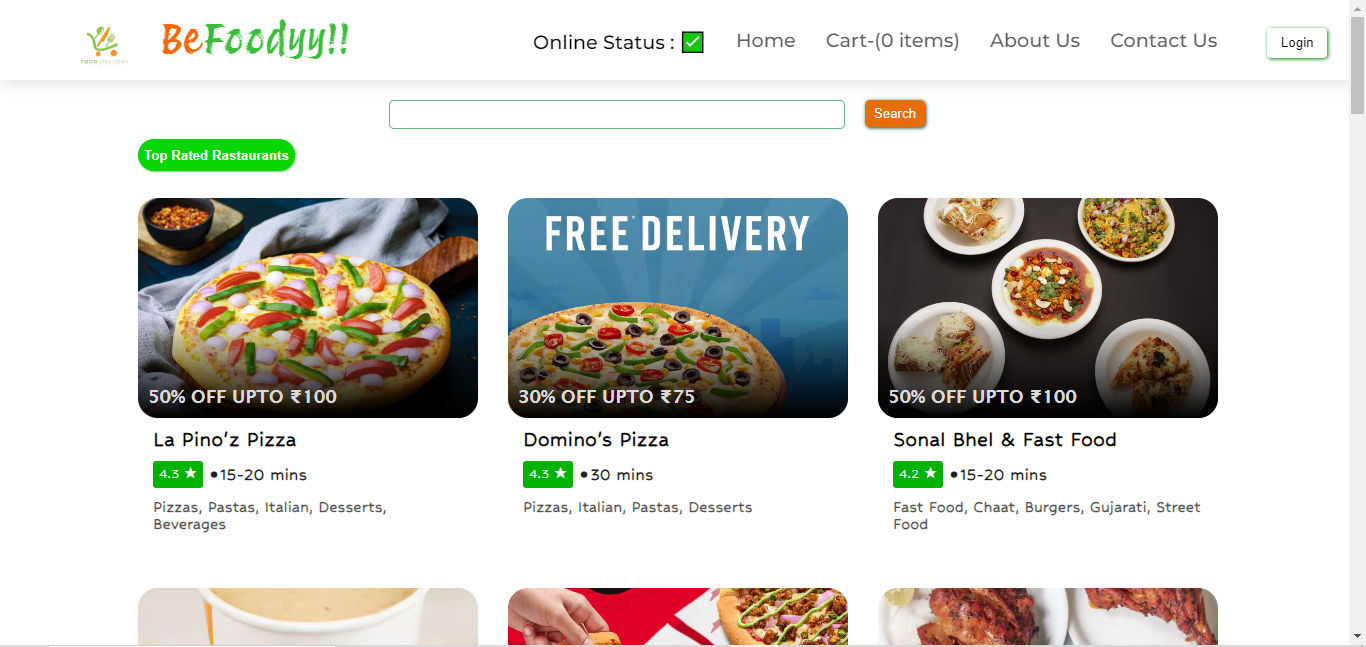 FOOD DELIVERY
BeFoodyy!!
Online Status : ✅
Home
Cart-(0 items)
About Us
Contact Us
Login
Search
Top Rated Rastaurants
50% OFF UPTO ₹100
FREE* DELIVERY
30% OFF UPTO ₹75
50% OFF UPTO ₹100
La Pino'z Pizza
4.3 ★ •15-20 mins
Pizzas, Pastas, Italian, Desserts,
Beverages
Domino's Pizza
4.3 ★ •30 mins
Pizzas, Italian, Pastas, Desserts
Sonal Bhel & Fast Food
4.2 ★ •15-20 mins
Fast Food, Chaat, Burgers, Gujarati, Street
Food